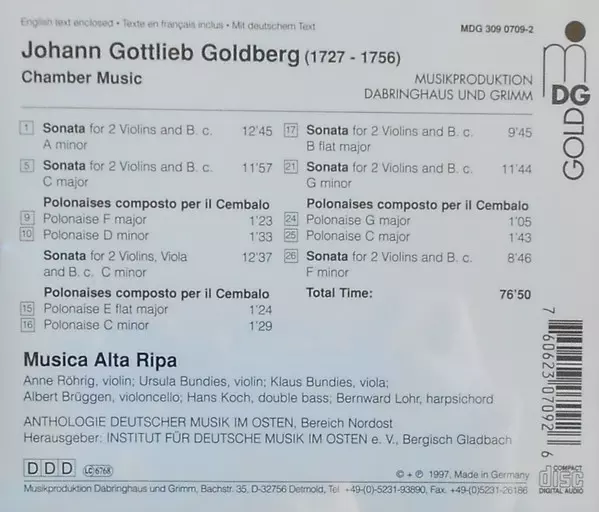 English text enclosed • Texte en français inclus • Mit deutschem Text
MDG 309 0709-2
Johann Gottlieb Goldberg (1727 - 1756)
Chamber Music
MUSIKPRODUKTION
DABRINGHAUS UND GRIMM
DG
GOLD
1 Sonata for 2 Violins and B. c. 12'45
A minor
5 Sonata for 2 Violins and B. c. 11'57
C major
Polonaises composto per il Cembalo
9 Polonaise F major 1'23
10 Polonaise D minor 1'33
Sonata for 2 Violins, Viola 12'37
and B. c. C minor
Polonaises composto per il Cembalo
15 Polonaise E flat major 1'24
16 Polonaise C minor 1'29
17 Sonata for 2 Violins and B. c. 9'45
B flat major
21 Sonata for 2 Violins and B. c. 11'44
G minor
Polonaises composto per il Cembalo
24 Polonaise G major 1'05
25 Polonaise C major 1'43
26 Sonata for 2 Violins and B. c. 8'46
F minor
Total Time: 76'50
Musica Alta Ripa
Anne Röhrig, violin; Ursula Bundies, violin; Klaus Bundies, viola;
Albert Brüggen, violoncello; Hans Koch, double bass; Bernward Lohr, harpsichord
ANTHOLOGIE DEUTSCHER MUSIK IM OSTEN, Bereich Nordost
Herausgeber: INSTITUT FÜR DEUTSCHE MUSIK IM OSTEN e. V., Bergisch Gladbach
DDD LC 6768
© + ℗ 1997, Made in Germany
Musikproduktion Dabringhaus und Grimm, Bachstr. 35, D-32756 Detmold, Tel +49-(0)-5231-93890, Fax +49-(0)-5231-26186
7 60623 07092 6
COMPACT
disc
DIGITAL AUDIO